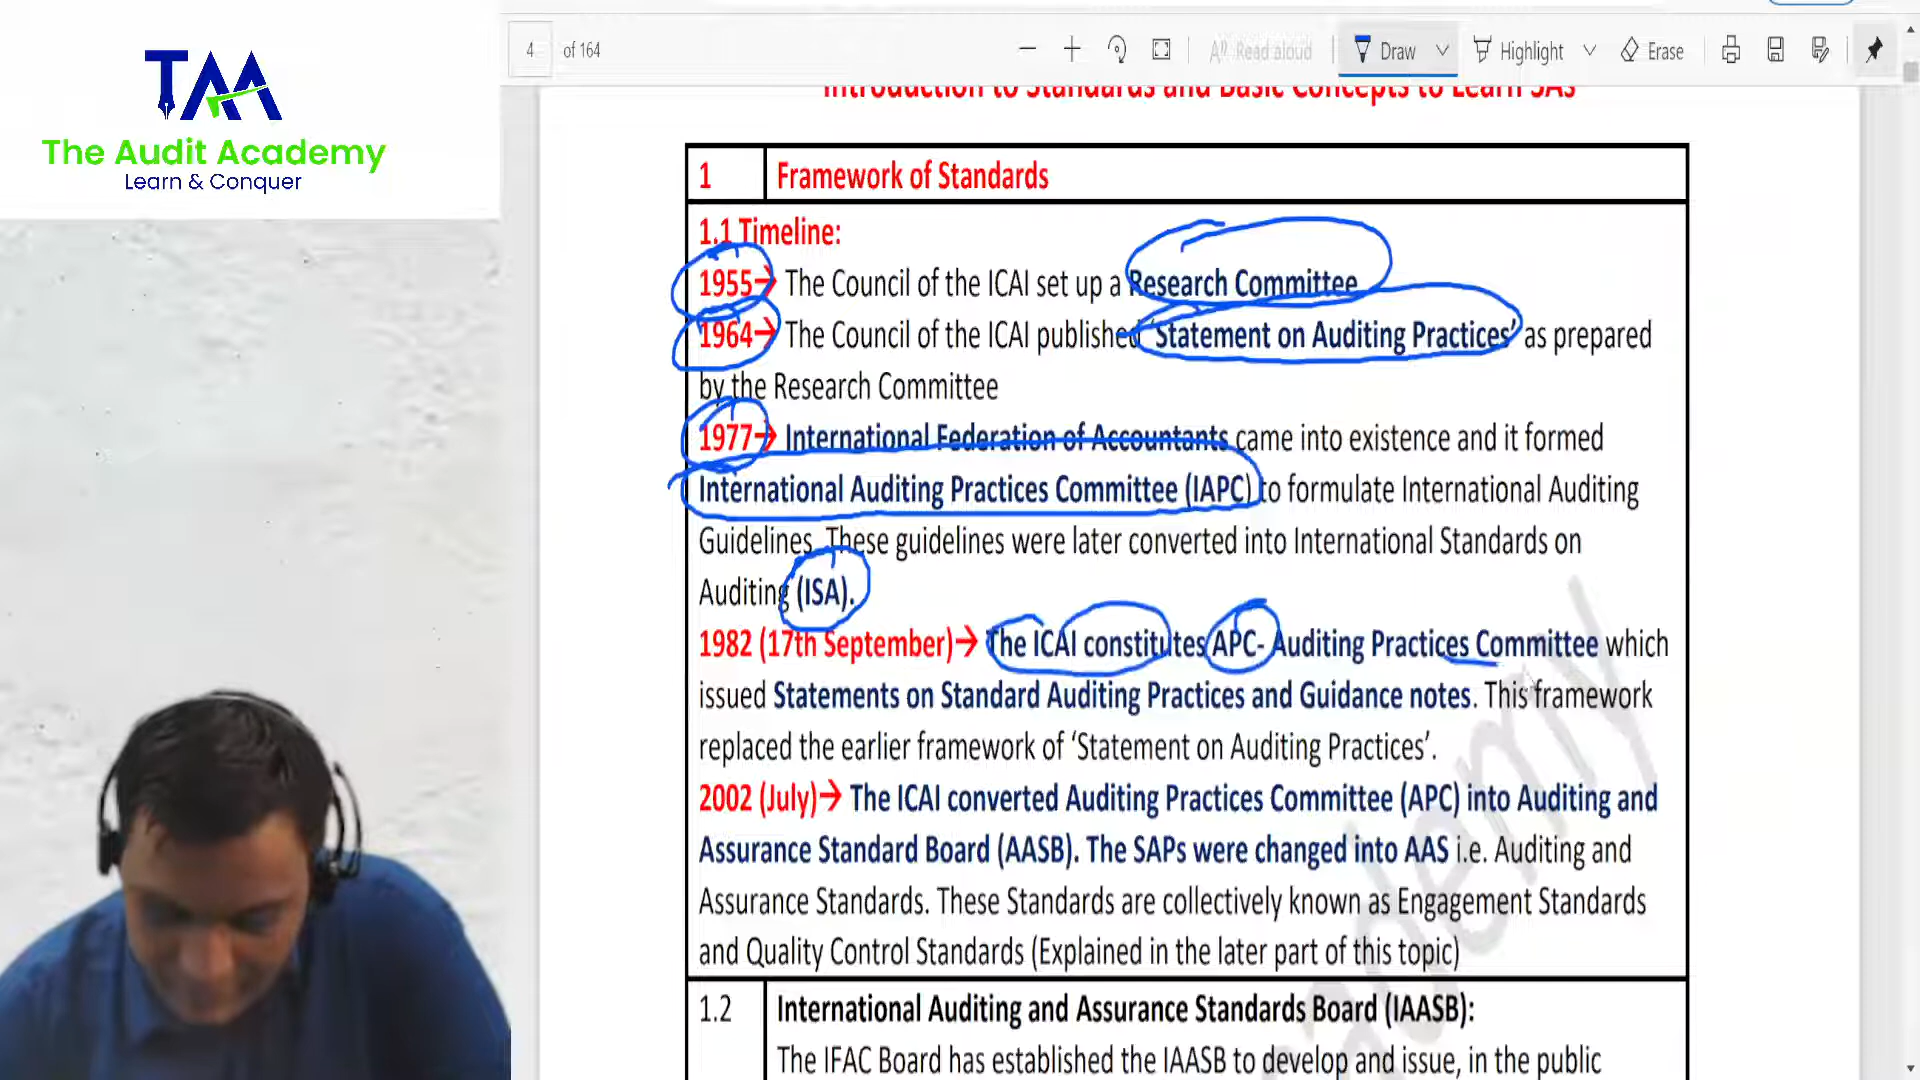 TAA
The Audit Academy
Learn & Conquer
4 of 164
Read aloud
Draw
Highlight
Erase
Introduction to Standards and Basic Concepts to Learn SAs
1 Framework of Standards
1.1 Timeline:
1955→ The Council of the ICAI set up a Research Committee
1964→ The Council of the ICAI published ‘Statement on Auditing Practices’ as prepared
by the Research Committee
1977→ International Federation of Accountants came into existence and it formed
International Auditing Practices Committee (IAPC) to formulate International Auditing
Guidelines. These guidelines were later converted into International Standards on
Auditing (ISA).
1982 (17th September)→ The ICAI constitutes APC- Auditing Practices Committee which
issued Statements on Standard Auditing Practices and Guidance notes. This framework
replaced the earlier framework of ‘Statement on Auditing Practices’.
2002 (July)→ The ICAI converted Auditing Practices Committee (APC) into Auditing and
Assurance Standard Board (AASB). The SAPs were changed into AAS i.e. Auditing and
Assurance Standards. These Standards are collectively known as Engagement Standards
and Quality Control Standards (Explained in the later part of this topic)
1.2 International Auditing and Assurance Standards Board (IAASB):
The IFAC Board has established the IAASB to develop and issue, in the public